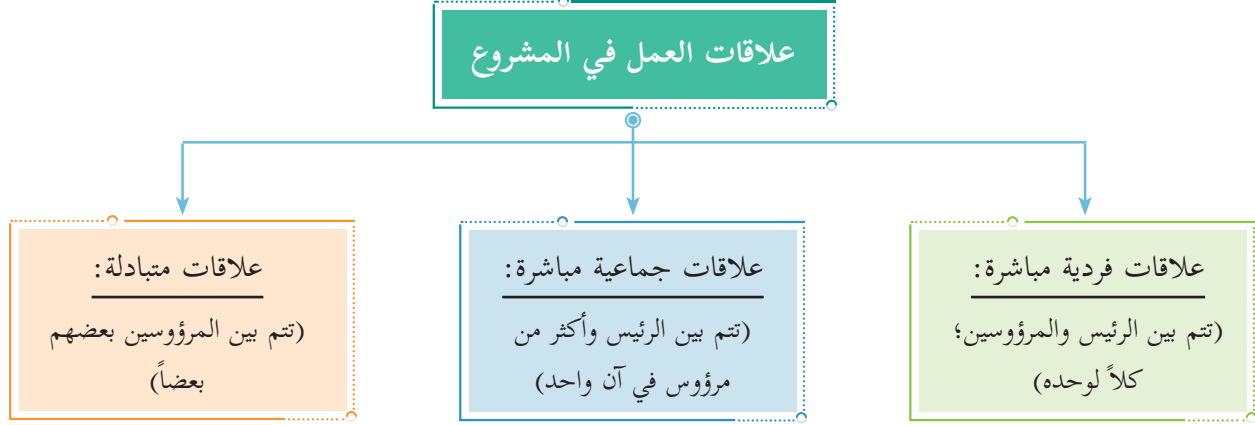 علاقات العمل في المشروع
علاقات فردية مباشرة:
(تتم بين الرئيس والمرؤوسين؛
كلاً لوحده)
علاقات جماعية مباشرة:
(تتم بين الرئيس وأكثر من
مرؤوس في آن واحد)
علاقات متبادلة:
(تتم بين المرؤوسين بعضهم
بعضاً)